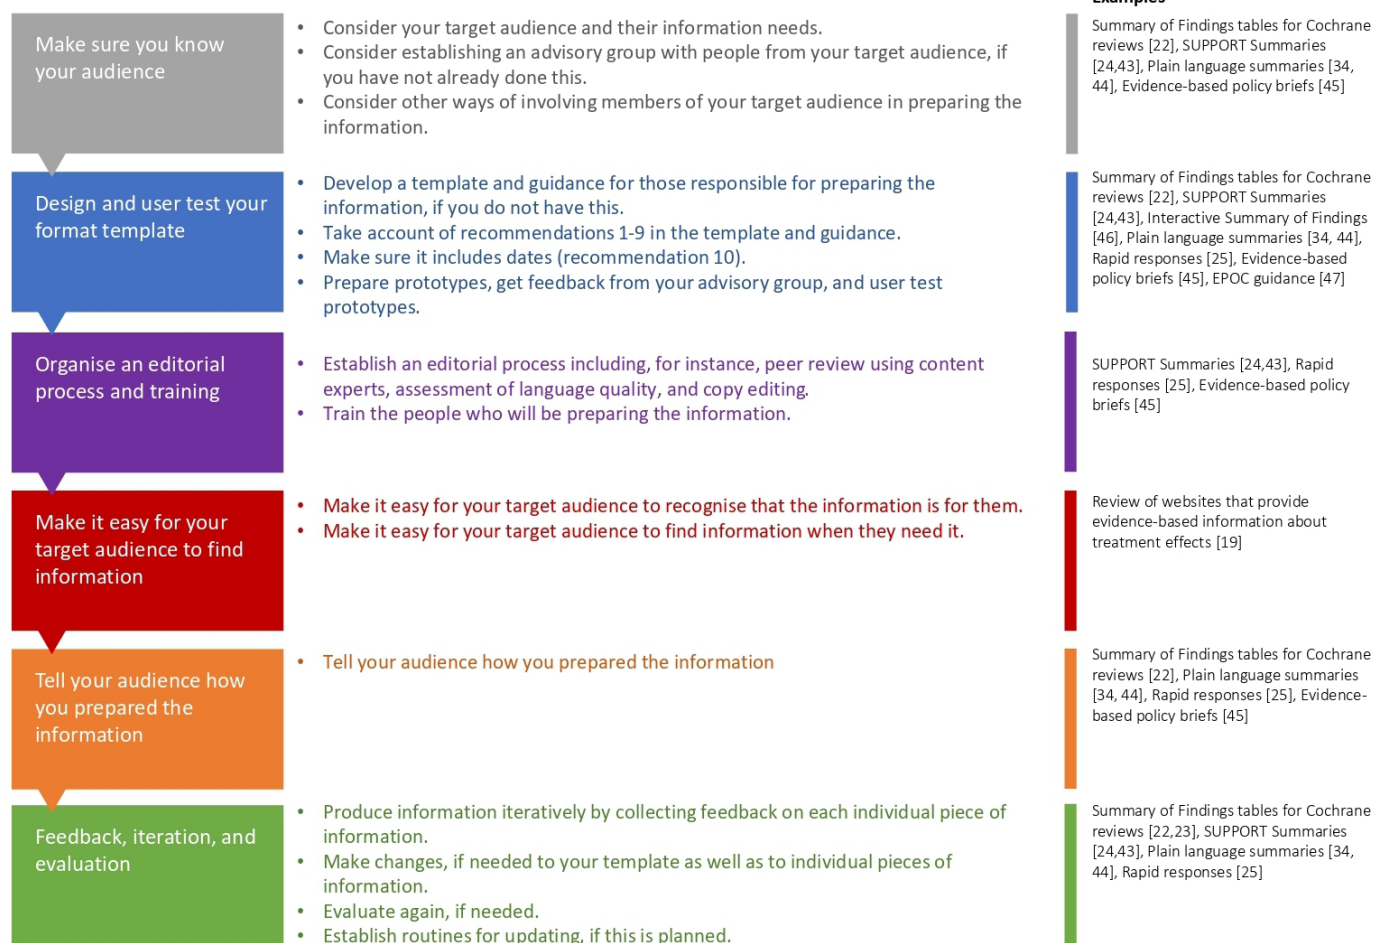 Examples
Make sure you know
your audience
• Consider your target audience and their information needs.
• Consider establishing an advisory group with people from your target audience, if
you have not already done this.
• Consider other ways of involving members of your target audience in preparing the
information.
Summary of Findings tables for Cochrane
reviews [22], SUPPORT Summaries
[24,43], Plain language summaries [34,
44], Evidence-based policy briefs [45]
Design and user test your
format template
• Develop a template and guidance for those responsible for preparing the
information, if you do not have this.
• Take account of recommendations 1-9 in the template and guidance.
• Make sure it includes dates (recommendation 10).
• Prepare prototypes, get feedback from your advisory group, and user test
prototypes.
Summary of Findings tables for Cochrane
reviews [22], SUPPORT Summaries
[24,43], Interactive Summary of Findings
[46], Plain language summaries [34, 44],
Rapid responses [25], Evidence-based
policy briefs [45], EPOC guidance [47]
Organise an editorial
process and training
• Establish an editorial process including, for instance, peer review using content
experts, assessment of language quality, and copy editing.
• Train the people who will be preparing the information.
SUPPORT Summaries [24,43], Rapid
responses [25], Evidence-based policy
briefs [45]
Make it easy for your
target audience to find
information
• Make it easy for your target audience to recognise that the information is for them.
• Make it easy for your target audience to find information when they need it.
Review of websites that provide
evidence-based information about
treatment effects [19]
Tell your audience how
you prepared the
information
• Tell your audience how you prepared the information
Summary of Findings tables for Cochrane
reviews [22], Plain language summaries
[34, 44], Rapid responses [25], Evidence-
based policy briefs [45]
Feedback, iteration, and
evaluation
• Produce information iteratively by collecting feedback on each individual piece of
information.
• Make changes, if needed to your template as well as to individual pieces of
information.
• Evaluate again, if needed.
• Establish routines for updating, if this is planned.
Summary of Findings tables for Cochrane
reviews [22,23], SUPPORT Summaries
[24,43], Plain language summaries [34,
44], Rapid responses [25]